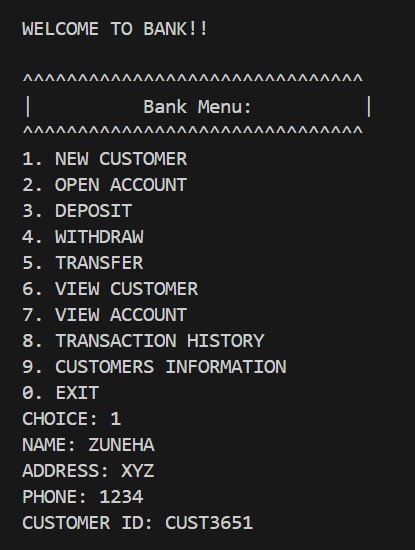 WELCOME TO BANK!!
^^^^^^^^^^^^^^^^^^^^^^^^^^^^^^^
|          Bank Menu:          |
^^^^^^^^^^^^^^^^^^^^^^^^^^^^^^^
1. NEW CUSTOMER
2. OPEN ACCOUNT
3. DEPOSIT
4. WITHDRAW
5. TRANSFER
6. VIEW CUSTOMER
7. VIEW ACCOUNT
8. TRANSACTION HISTORY
9. CUSTOMERS INFORMATION
0. EXIT
CHOICE: 1
NAME: ZUNEHA
ADDRESS: XYZ
PHONE: 1234
CUSTOMER ID: CUST3651